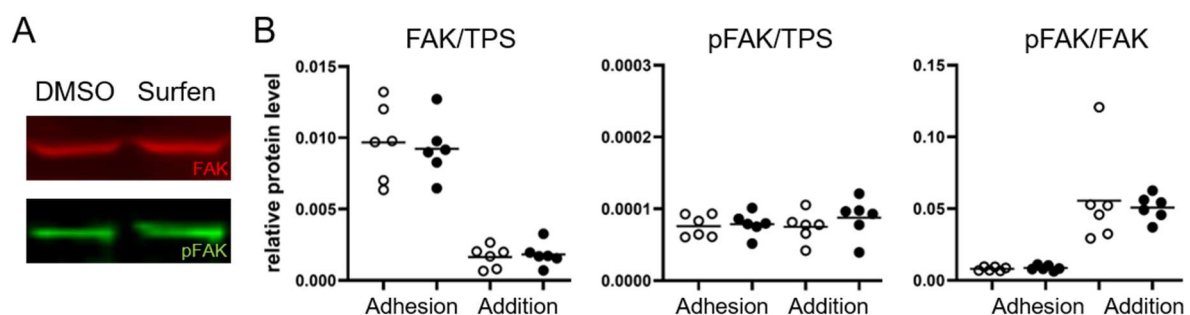 A
DMSO Surfen
FAK
pFAK
B
FAK/TPS
relative protein level
0.015
0.010
0.005
0.000
Adhesion Addition
pFAK/TPS
0.0003
0.0002
0.0001
0.0000
Adhesion Addition
pFAK/FAK
0.15
0.10
0.05
0.00
Adhesion Addition